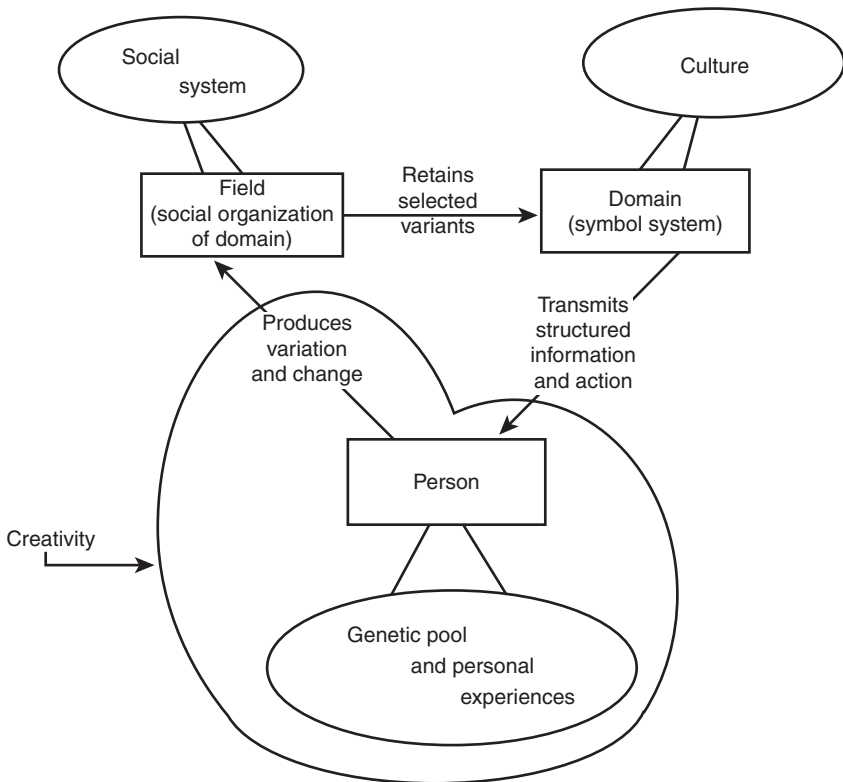 Social
system
Culture
Field
(social organization
of domain)
Retains
selected
variants
Domain
(symbol system)
Produces
variation
and change
Transmits
structured
information
and action
Person
Creativity
Genetic pool
and personal
experiences